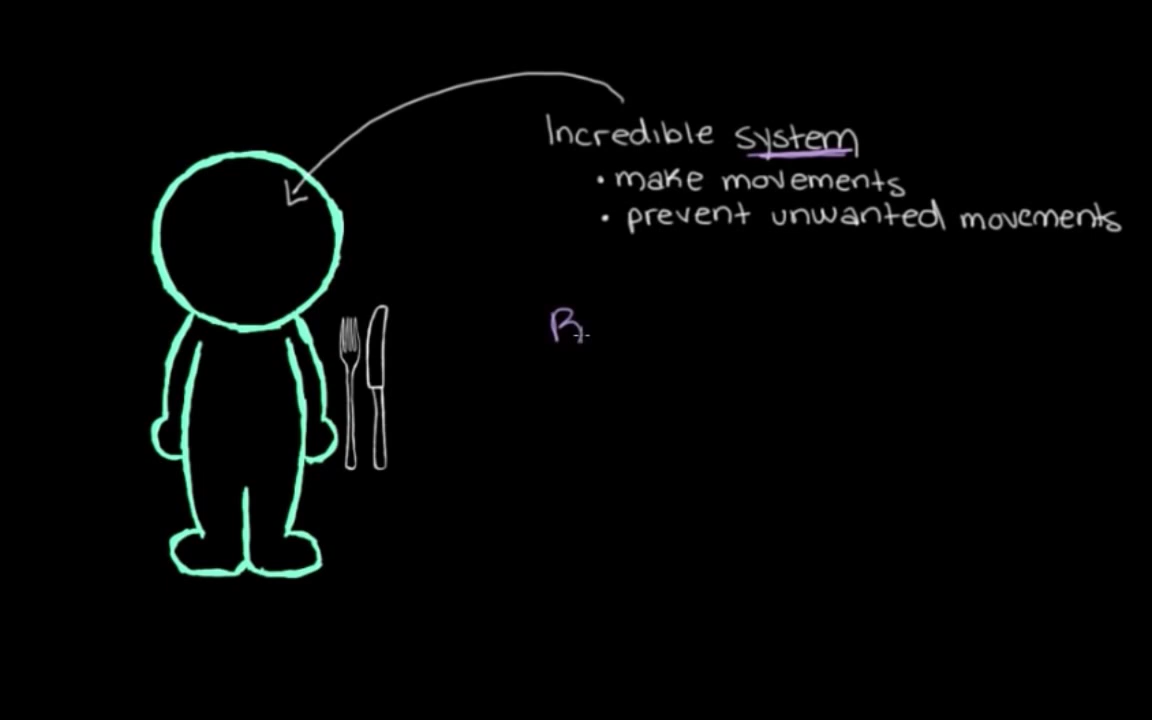 Incredible system
• make movements
• prevent unwanted movements
B